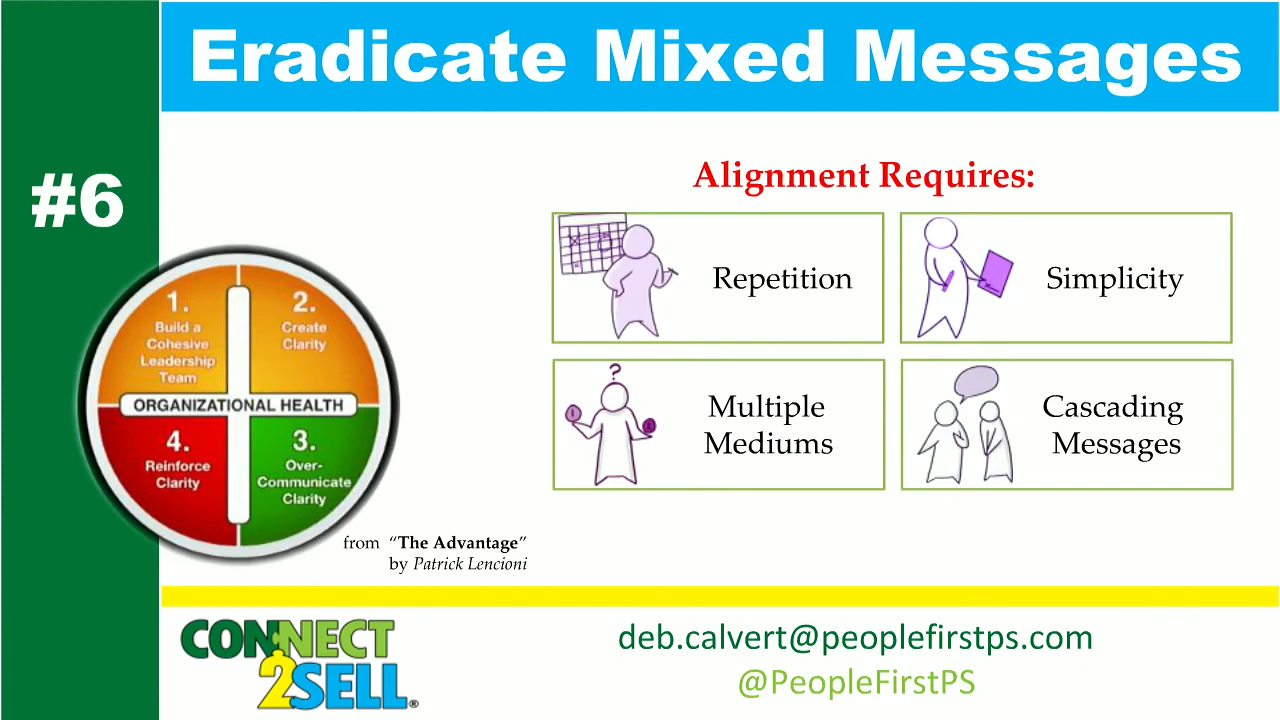 Eradicate Mixed Messages
#6
Alignment Requires:
Repetition
Simplicity
?
Multiple
Mediums
Cascading
Messages
1.
Build a
Cohesive
Leadership
Team
2.
Create
Clarity
ORGANIZATIONAL HEALTH
4.
Reinforce
Clarity
3.
Over-
Communicate
Clarity
from “The Advantage”
by Patrick Lencioni
CONNECT
2SELL®
deb.calvert@peoplefirstps.com
@PeopleFirstPS